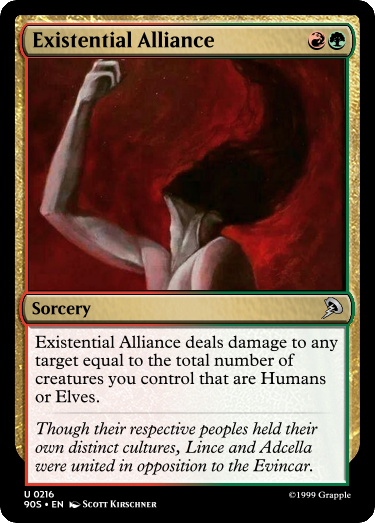 Existential Alliance
Sorcery
Existential Alliance deals damage to any
target equal to the total number of
creatures you control that are Humans
or Elves.
Though their respective peoples held their
own distinct cultures, Lince and Adcella
were united in opposition to the Evincar.
U 0216
90S • EN Scott Kirschner
©1999 Grapple